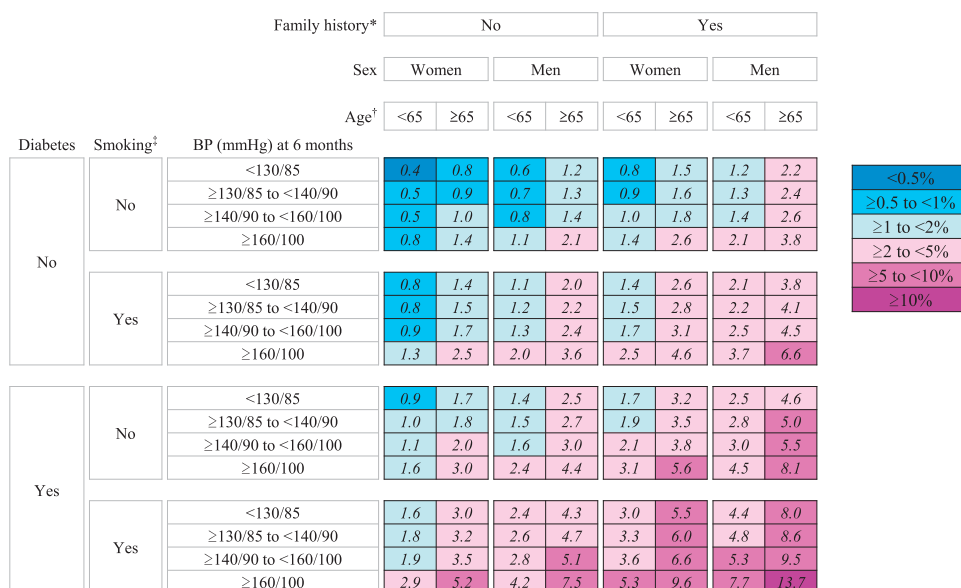 Family history* No Yes
Sex Women Men Women Men
Age† <65 ≥65 <65 ≥65 <65 ≥65 <65 ≥65
Diabetes Smoking‡ BP (mmHg) at 6 months
<130/85 0.4 0.8 0.6 1.2 0.8 1.5 1.2 2.2
≥130/85 to <140/90 0.5 0.9 0.7 1.3 0.9 1.6 1.3 2.4
No
≥140/90 to <160/100 0.5 1.0 0.8 1.4 1.0 1.8 1.4 2.6
≥160/100 0.8 1.4 1.1 2.1 1.4 2.6 2.1 3.8
No
<130/85 0.8 1.4 1.1 2.0 1.4 2.6 2.1 3.8
≥130/85 to <140/90 0.8 1.5 1.2 2.2 1.5 2.8 2.2 4.1
Yes
≥140/90 to <160/100 0.9 1.7 1.3 2.4 1.7 3.1 2.5 4.5
≥160/100 1.3 2.5 2.0 3.6 2.5 4.6 3.7 6.6
<130/85 0.9 1.7 1.4 2.5 1.7 3.2 2.5 4.6
≥130/85 to <140/90 1.0 1.8 1.5 2.7 1.9 3.5 2.8 5.0
No
≥140/90 to <160/100 1.1 2.0 1.6 3.0 2.1 3.8 3.0 5.5
≥160/100 1.6 3.0 2.4 4.4 3.1 5.6 4.5 8.1
Yes
<130/85 1.6 3.0 2.4 4.3 3.0 5.5 4.4 8.0
≥130/85 to <140/90 1.8 3.2 2.6 4.7 3.3 6.0 4.8 8.6
Yes
≥140/90 to <160/100 1.9 3.5 2.8 5.1 3.6 6.6 5.3 9.5
≥160/100 2.9 5.2 4.2 7.5 5.3 9.6 7.7 13.7
<0.5%
≥0.5 to <1%
≥1 to <2%
≥2 to <5%
≥5 to <10%
≥10%